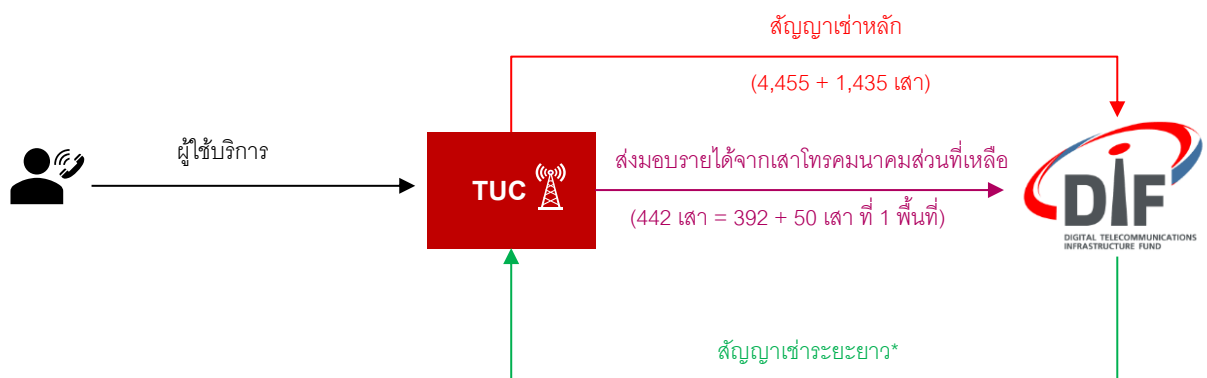 สัญญาเช่าหลัก
(4,455 + 1,435 เสา)
ผู้ใช้บริการ
TUC
ส่งมอบรายได้จากเสาโทรคมนาคมส่วนที่เหลือ
(442 เสา = 392 + 50 เสา ที่ 1 พื้นที่)
DIF
DIGITAL TELECOMMUNICATIONS
INFRASTRUCTURE FUND
สัญญาเช่าระยะยาว*